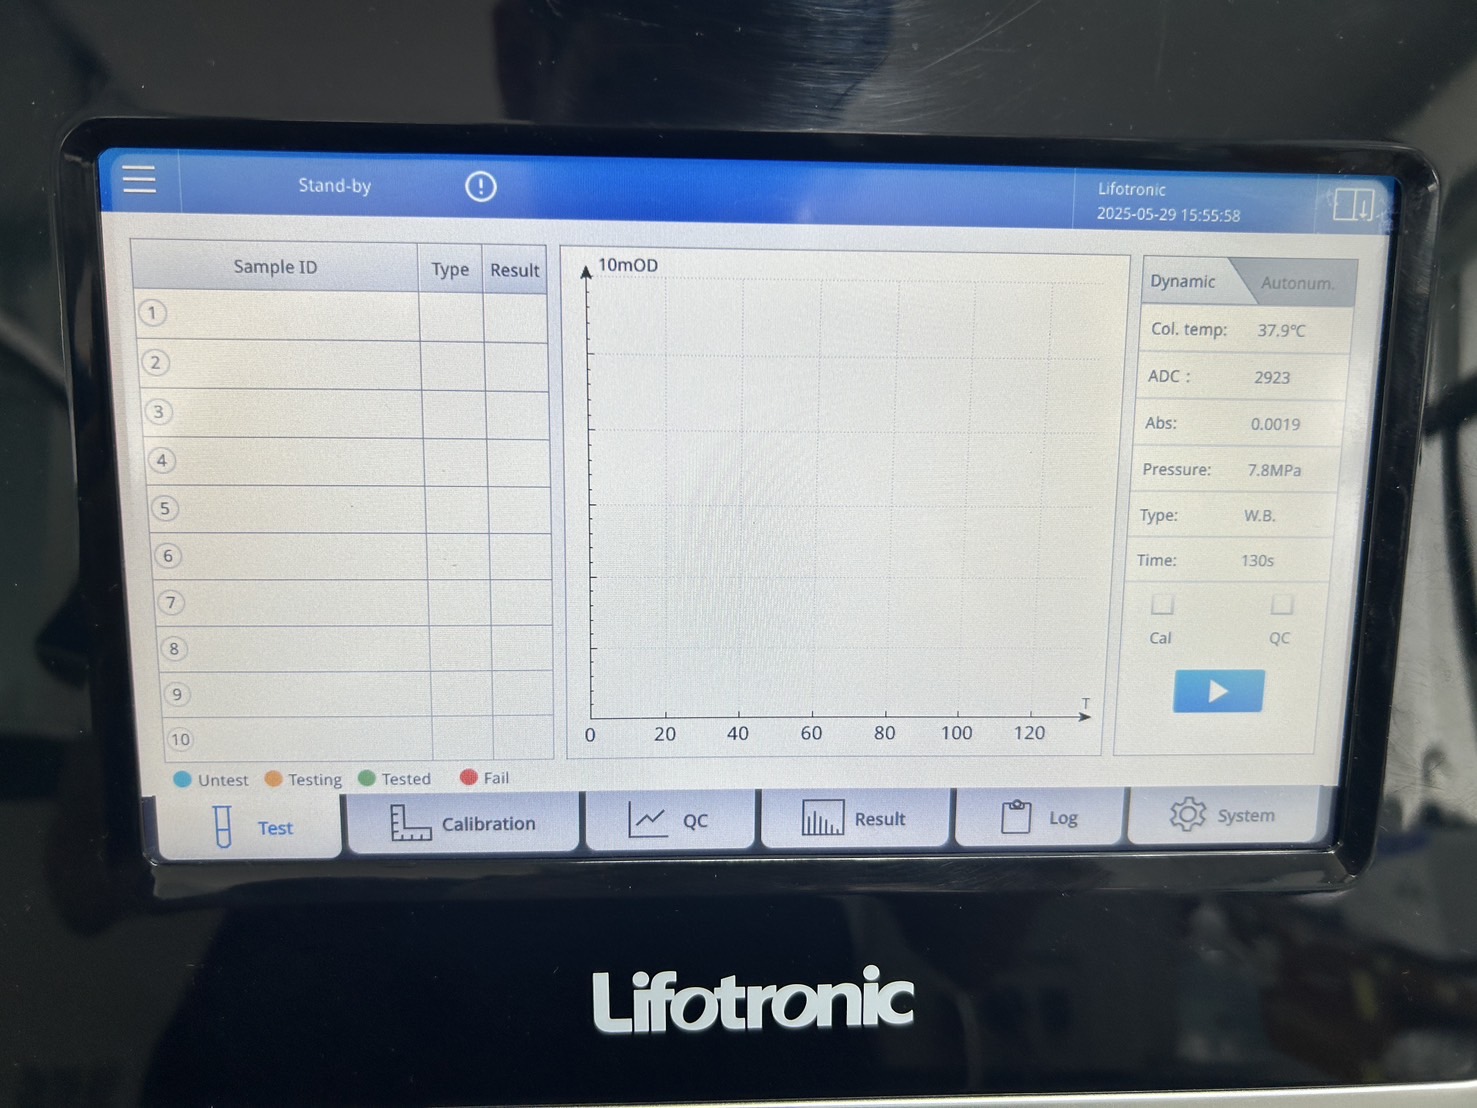 Stand-by
Lifotronic
2025-05-29 15:55:58
Sample ID Type Result
1
2
3
4
5
6
7
8
9
10
Untest Testing Tested Fail
10mOD
T
0 20 40 60 80 100 120
Dynamic Autonum.
Col. temp: 37.9°C
ADC : 2923
Abs: 0.0019
Pressure: 7.8MPa
Type: W.B.
Time: 130s
Cal QC
Test Calibration QC Result Log System
Lifotronic